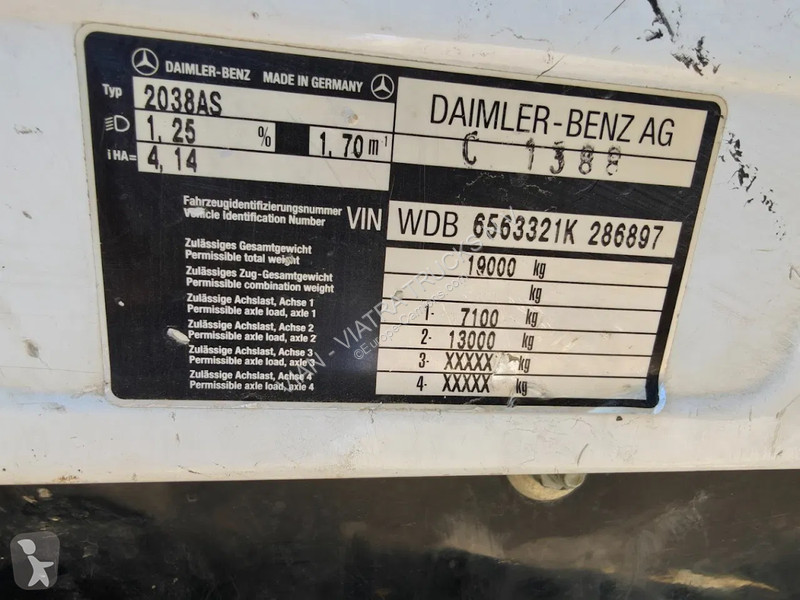 DAIMLER-BENZ MADE IN GERMANY
Typ 2038AS
1,25 % 1,70 m⁻¹
iHA= 4,14
DAIMLER-BENZ AG
C 1388
Fahrzeugidentifizierungsnummer
Vehicle Identification Number
VIN WDB 6563321K 286897
Zulässiges Gesamtgewicht
Permissible total weight
19000 kg
Zulässiges Zug-Gesamtgewicht
Permissible combination weight
kg
Zulässige Achslast, Achse 1
Permissible axle load, axle 1
1- 7100 kg
Zulässige Achslast, Achse 2
Permissible axle load, axle 2
2- 13000 kg
Zulässige Achslast, Achse 3
Permissible axle load, axle 3
3- XXXXX kg
Zulässige Achslast, Achse 4
Permissible axle load, axle 4
4- XXXXX kg
VIATRATRUCKS